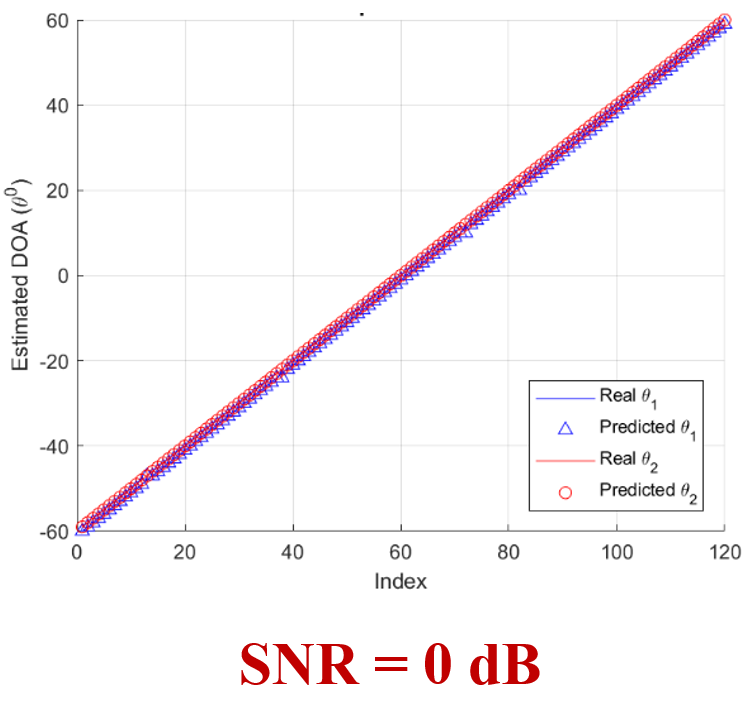 60
40
20
0
-20
-40
-60
Estimated DOA (θ⁰)
0 20 40 60 80 100 120
Index
Real θ₁
Predicted θ₁
Real θ₂
Predicted θ₂
SNR = 0 dB